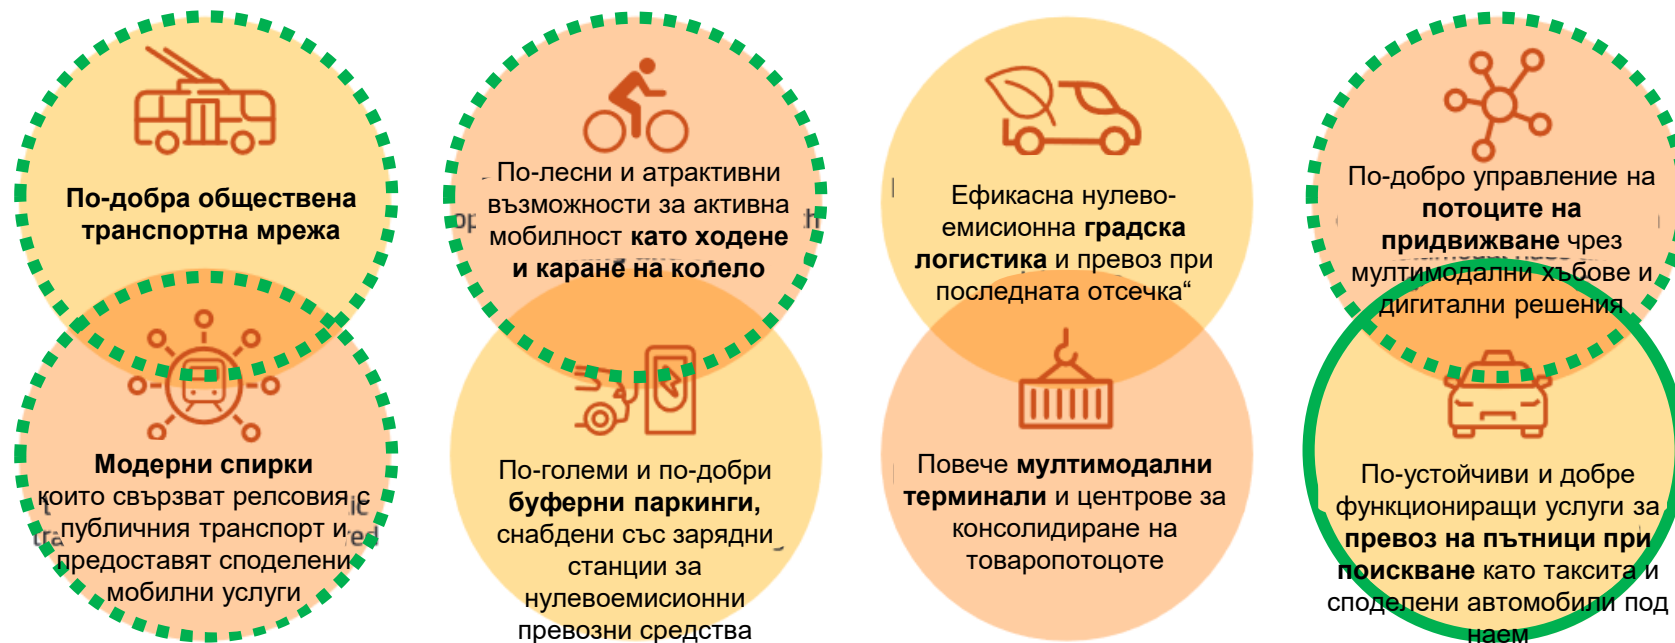 По-добра обществена
транспортна мрежа
Модерни спирки
които свързват релсовия с
публичния транспорт и
предоставят споделени
мобилни услуги
По-лесни и атрактивни
възможности за активна
мобилност като ходене
и каране на колело
По-големи и по-добри
буферни паркинги,
снабдени със зарядни
станции за
нулевоемисионни
превозни средства
Ефикасна нулево-
емисионна градска
логистика и превоз при
последната отсечка“
Повече мултимодални
терминали и центрове за
консолидиране на
товаропотоцоте
По-добро управление на
потоците на
придвижване чрез
мултимодални хъбове и
дигитални решения
По-устойчиви и добре
функциониращи услуги за
превоз на пътници при
поискване като таксита и
споделени автомобили под
наем